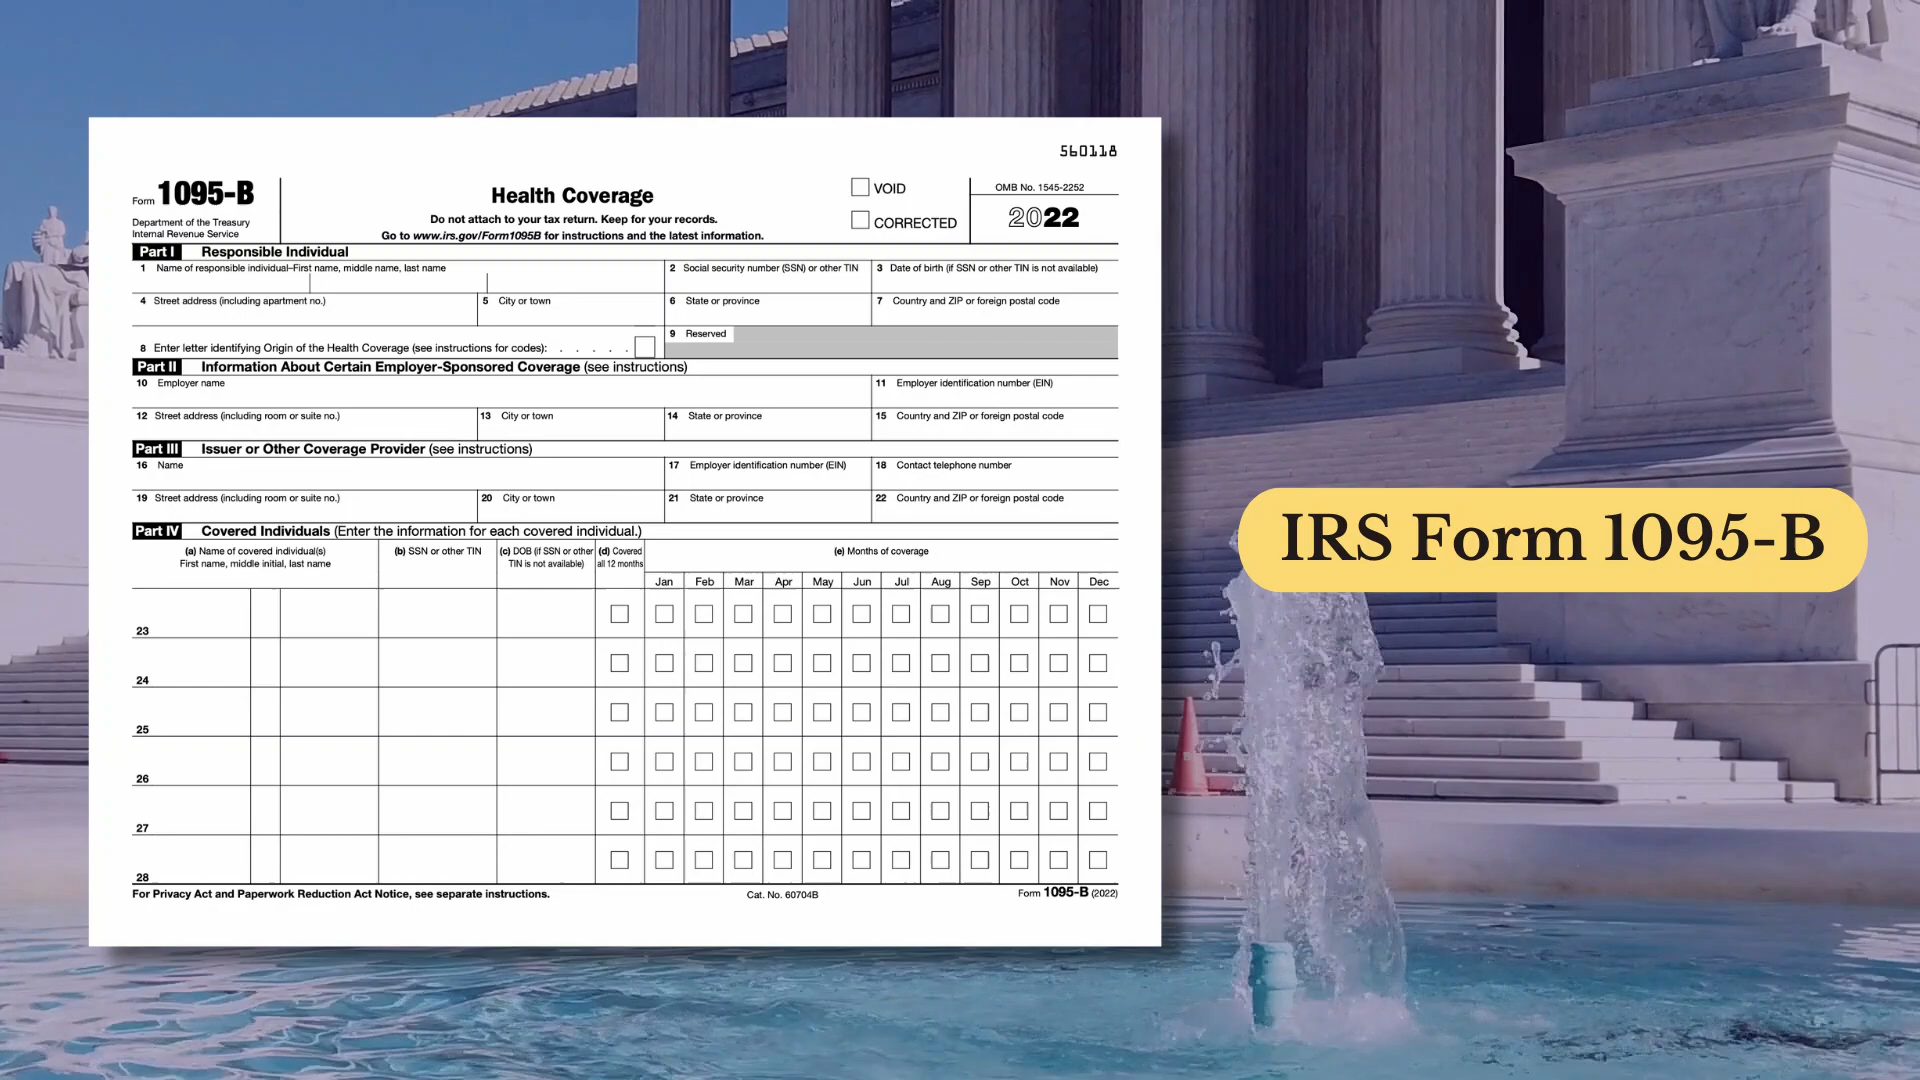 560118
Form 1095-B
Department of the Treasury
Internal Revenue Service
Health Coverage
Do not attach to your tax return. Keep for your records.
Go to www.irs.gov/Form1095B for instructions and the latest information.
VOID
CORRECTED
OMB No. 1545-2252
2022
Part I Responsible Individual
1 Name of responsible individual–First name, middle name, last name
2 Social security number (SSN) or other TIN
3 Date of birth (if SSN or other TIN is not available)
4 Street address (including apartment no.)
5 City or town
6 State or province
7 Country and ZIP or foreign postal code
8 Enter letter identifying Origin of the Health Coverage (see instructions for codes): . . . . .
9 Reserved
Part II Information About Certain Employer-Sponsored Coverage (see instructions)
10 Employer name
11 Employer identification number (EIN)
12 Street address (including room or suite no.)
13 City or town
14 State or province
15 Country and ZIP or foreign postal code
Part III Issuer or Other Coverage Provider (see instructions)
16 Name
17 Employer identification number (EIN)
18 Contact telephone number
19 Street address (including room or suite no.)
20 City or town
21 State or province
22 Country and ZIP or foreign postal code
Part IV Covered Individuals (Enter the information for each covered individual.)
(a) Name of covered individual(s)
First name, middle initial, last name
(b) SSN or other TIN
(c) DOB (if SSN or other
TIN is not available)
(d) Covered
all 12 months
(e) Months of coverage
Jan Feb Mar Apr May Jun Jul Aug Sep Oct Nov Dec
23
24
25
26
27
28
For Privacy Act and Paperwork Reduction Act Notice, see separate instructions.
Cat. No. 60704B
Form 1095-B (2022)
IRS Form 1095-B